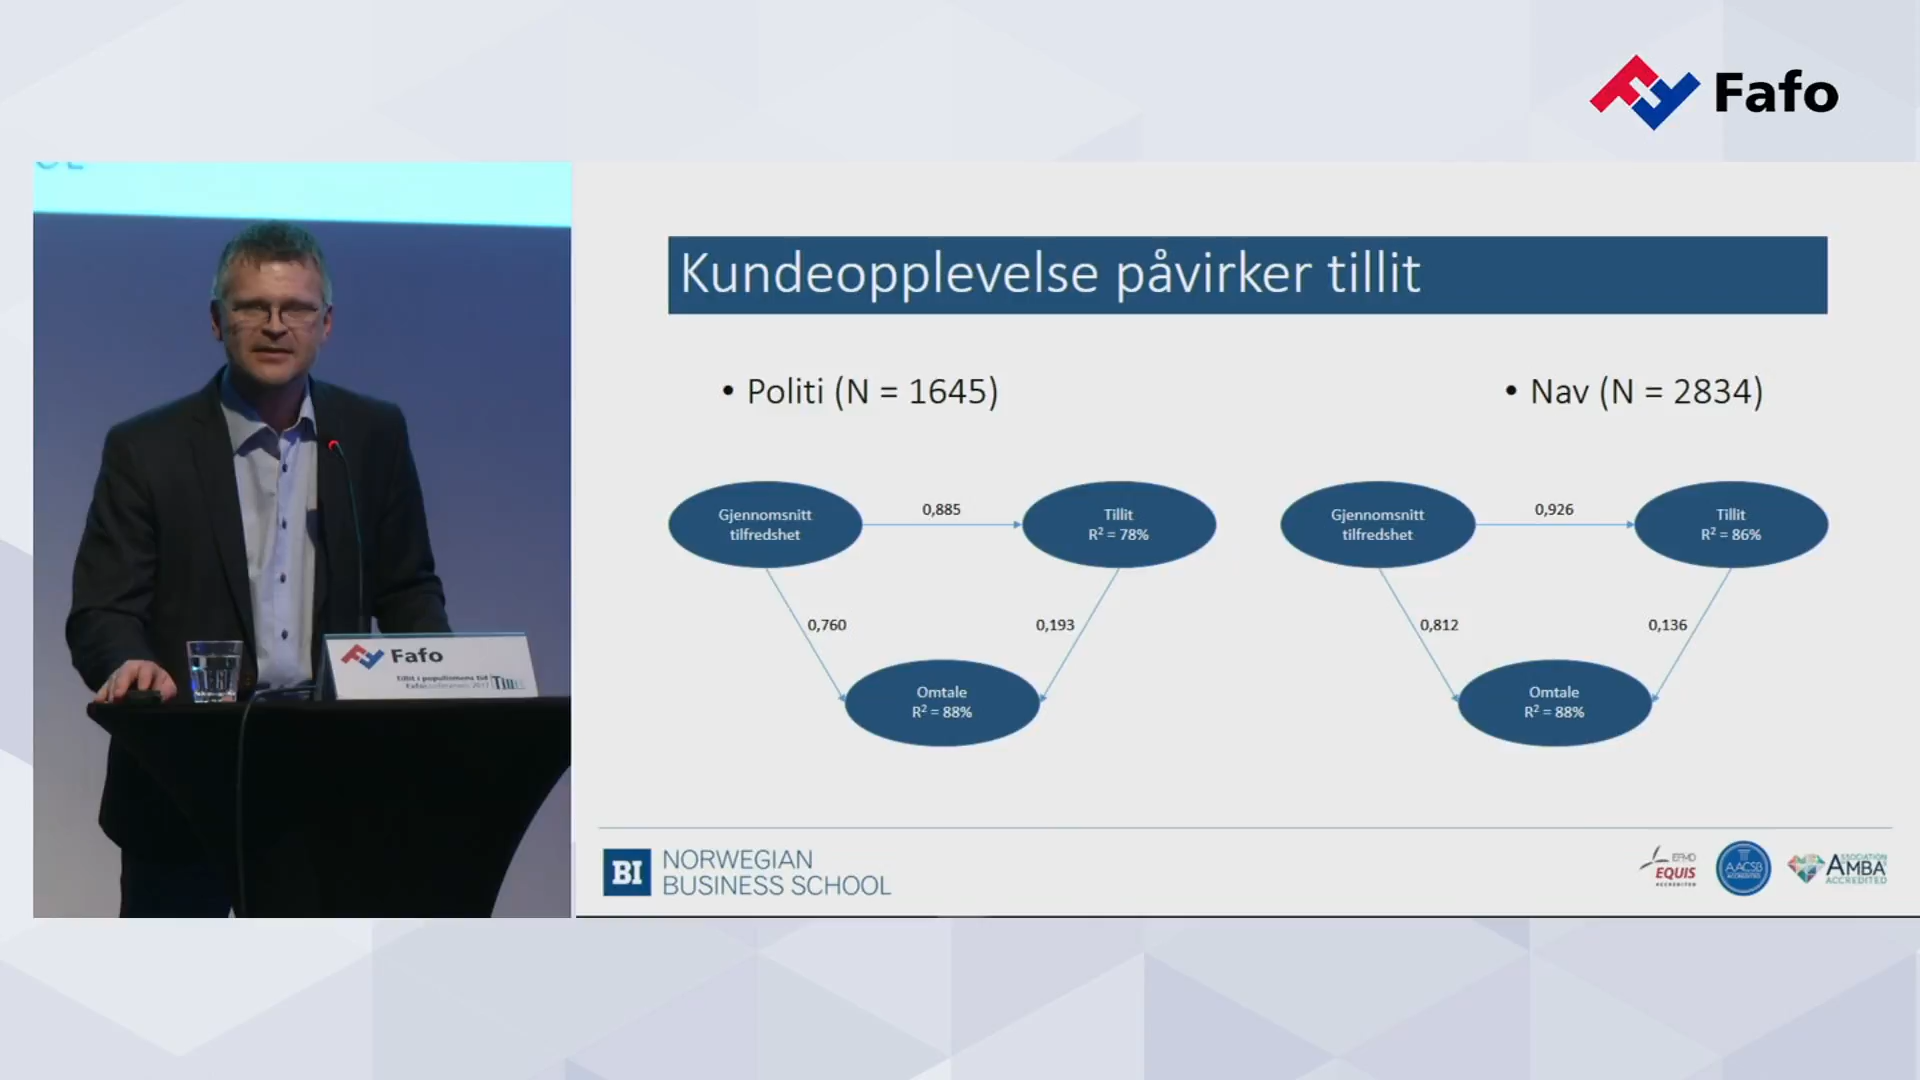 Fafo
Kundeopplevelse påvirker tillit
• Politi (N = 1645)
• Nav (N = 2834)
Gjennomsnitt
tilfredshet
0,885
Tillit
R² = 78%
0,760
0,193
Omtale
R² = 88%
Gjennomsnitt
tilfredshet
0,926
Tillit
R² = 86%
0,812
0,136
Omtale
R² = 88%
Fafo
Tillit i populismens tid
Fafokonferansen 2017
BI NORWEGIAN
BUSINESS SCHOOL
EFMD
EQUIS
ACCREDITED
AACSB
ACCREDITED
ASSOCIATION
AMBA
ACCREDITED